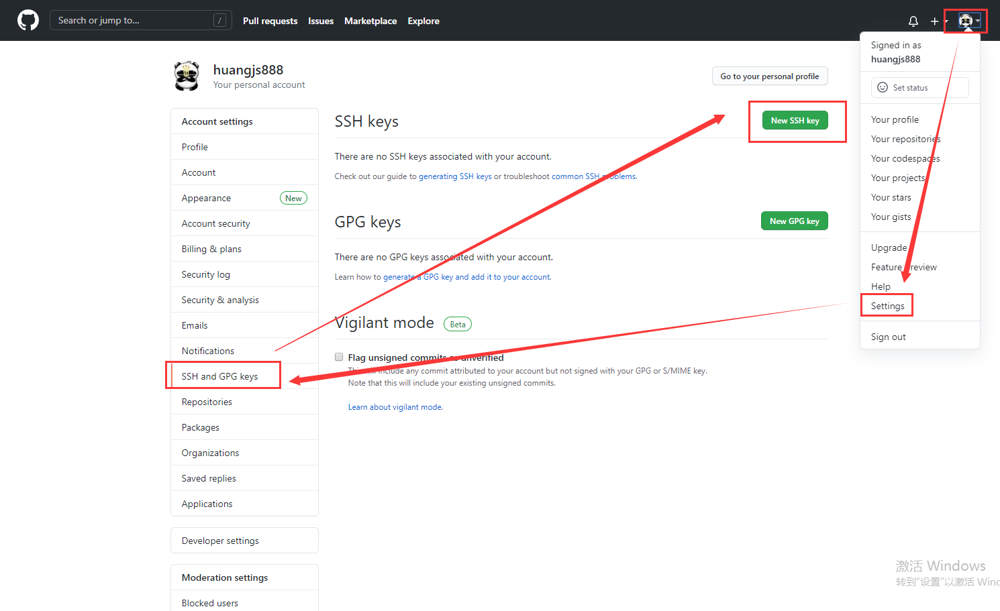 Search or jump to...
/
Pull requests
Issues
Marketplace
Explore
Signed in as
huangjs888
Set status
Your profile
Your repositories
Your codespaces
Your projects
Your stars
Your gists
Upgrade
Feature preview
Help
Settings
Sign out
huangjs888
Your personal account
Go to your personal profile
Account settings
Profile
Account
Appearance
New
Account security
Billing & plans
Security log
Security & analysis
Emails
Notifications
SSH and GPG keys
Repositories
Packages
Organizations
Saved replies
Applications
Developer settings
Moderation settings
Blocked users
SSH keys
New SSH key
There are no SSH keys associated with your account.
Check out our guide to generating SSH keys or troubleshoot common SSH problems.
GPG keys
New GPG key
There are no GPG keys associated with your account.
Learn how to generate a GPG key and add it to your account.
Vigilant mode
Beta
Flag unsigned commits as unverified
This will include any commit attributed to your account but not signed with your GPG or S/MIME key.
Note that this will include your existing unsigned commits.
Learn about vigilant mode.
激活 Windows
转到"设置"以激活 Winc